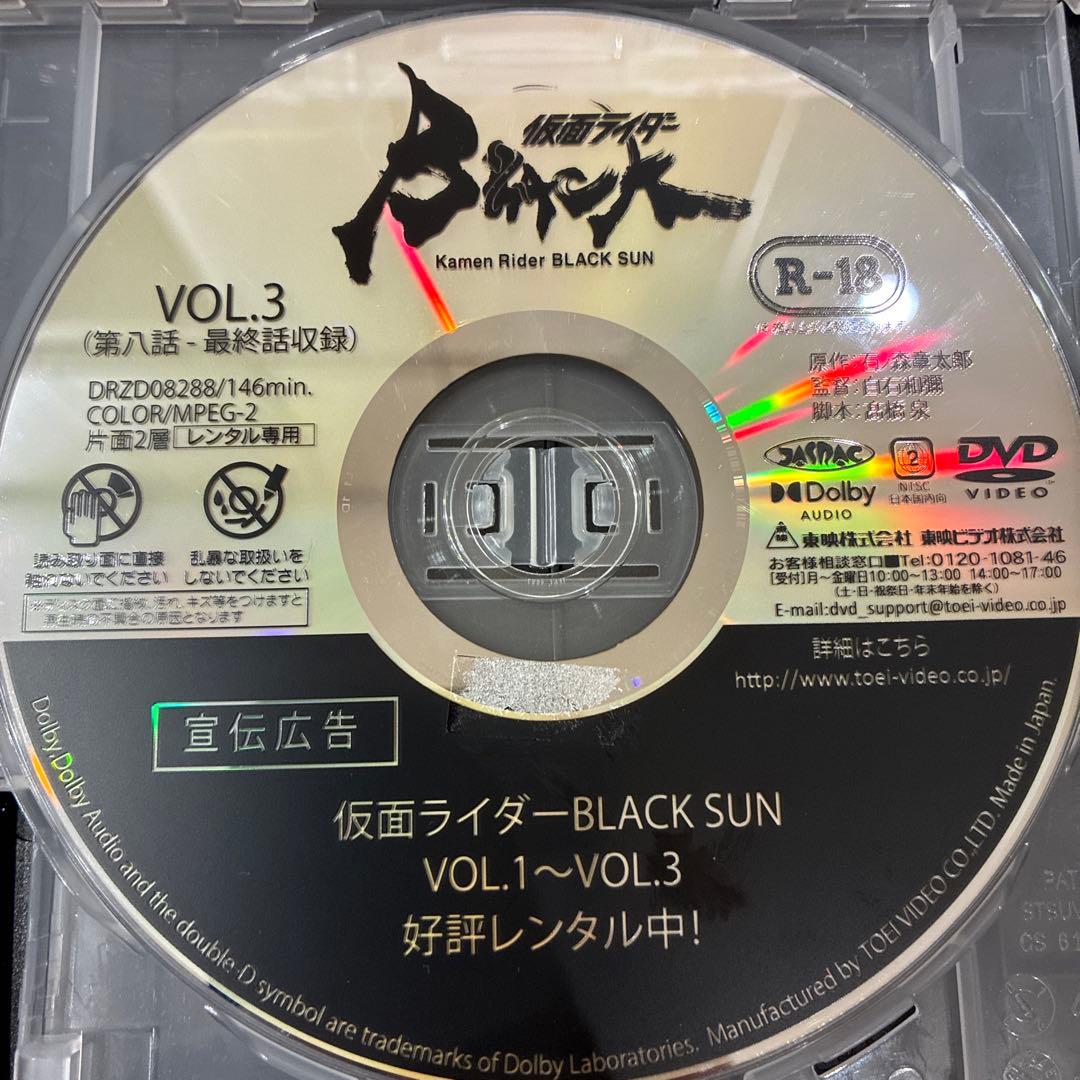 仮面ライダー
BLACK
Kamen Rider BLACK SUN
VOL.3
(第八話 - 最終話収録)
DRZD08288/146min.
COLOR/MPEG-2
片面2層 レンタル専用
読み取り面に直接
触らないでください
乱暴な取扱いを
しないでください
R-18
原作:石ノ森章太郎
監督:白石和彌
脚本:髙橋 泉
JASRAC
Dolby
AUDIO
2
NTSC
日本国内向
DVD
VIDEO
東映株式会社 東映ビデオ株式会社
お客様相談窓口■Tel:0120-1081-46
[受付]月~金曜日10:00~13:00 14:00~17:00
(土・日・祝祭日・年末年始を除く)
E-mail:dvd_support@toei-video.co.jp
詳細はこちら
http://www.toei-video.co.jp/
宣伝広告
仮面ライダーBLACK SUN
VOL.1~VOL.3
好評レンタル中!
Dolby,Dolby Audio and the double-D symbol are trademarks of Dolby Laboratories. Manufactured by TOEI VIDEO CO.,LTD. Made in Japan.